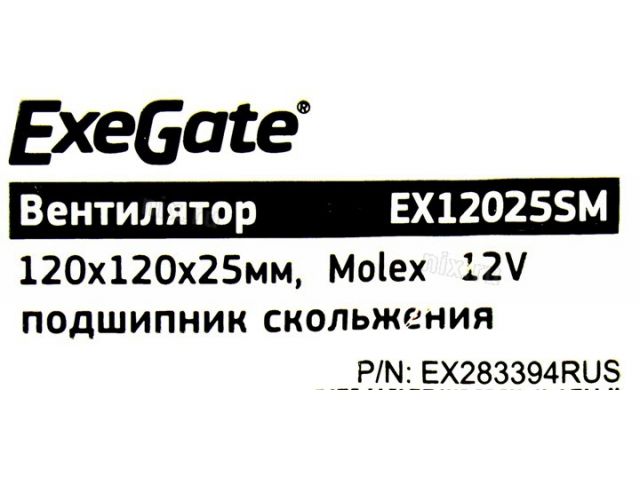 ExeGate®
Вентилятор EX12025SM
120x120x25мм, Molex 12V
подшипник скольжения
P/N: EX283394RUS